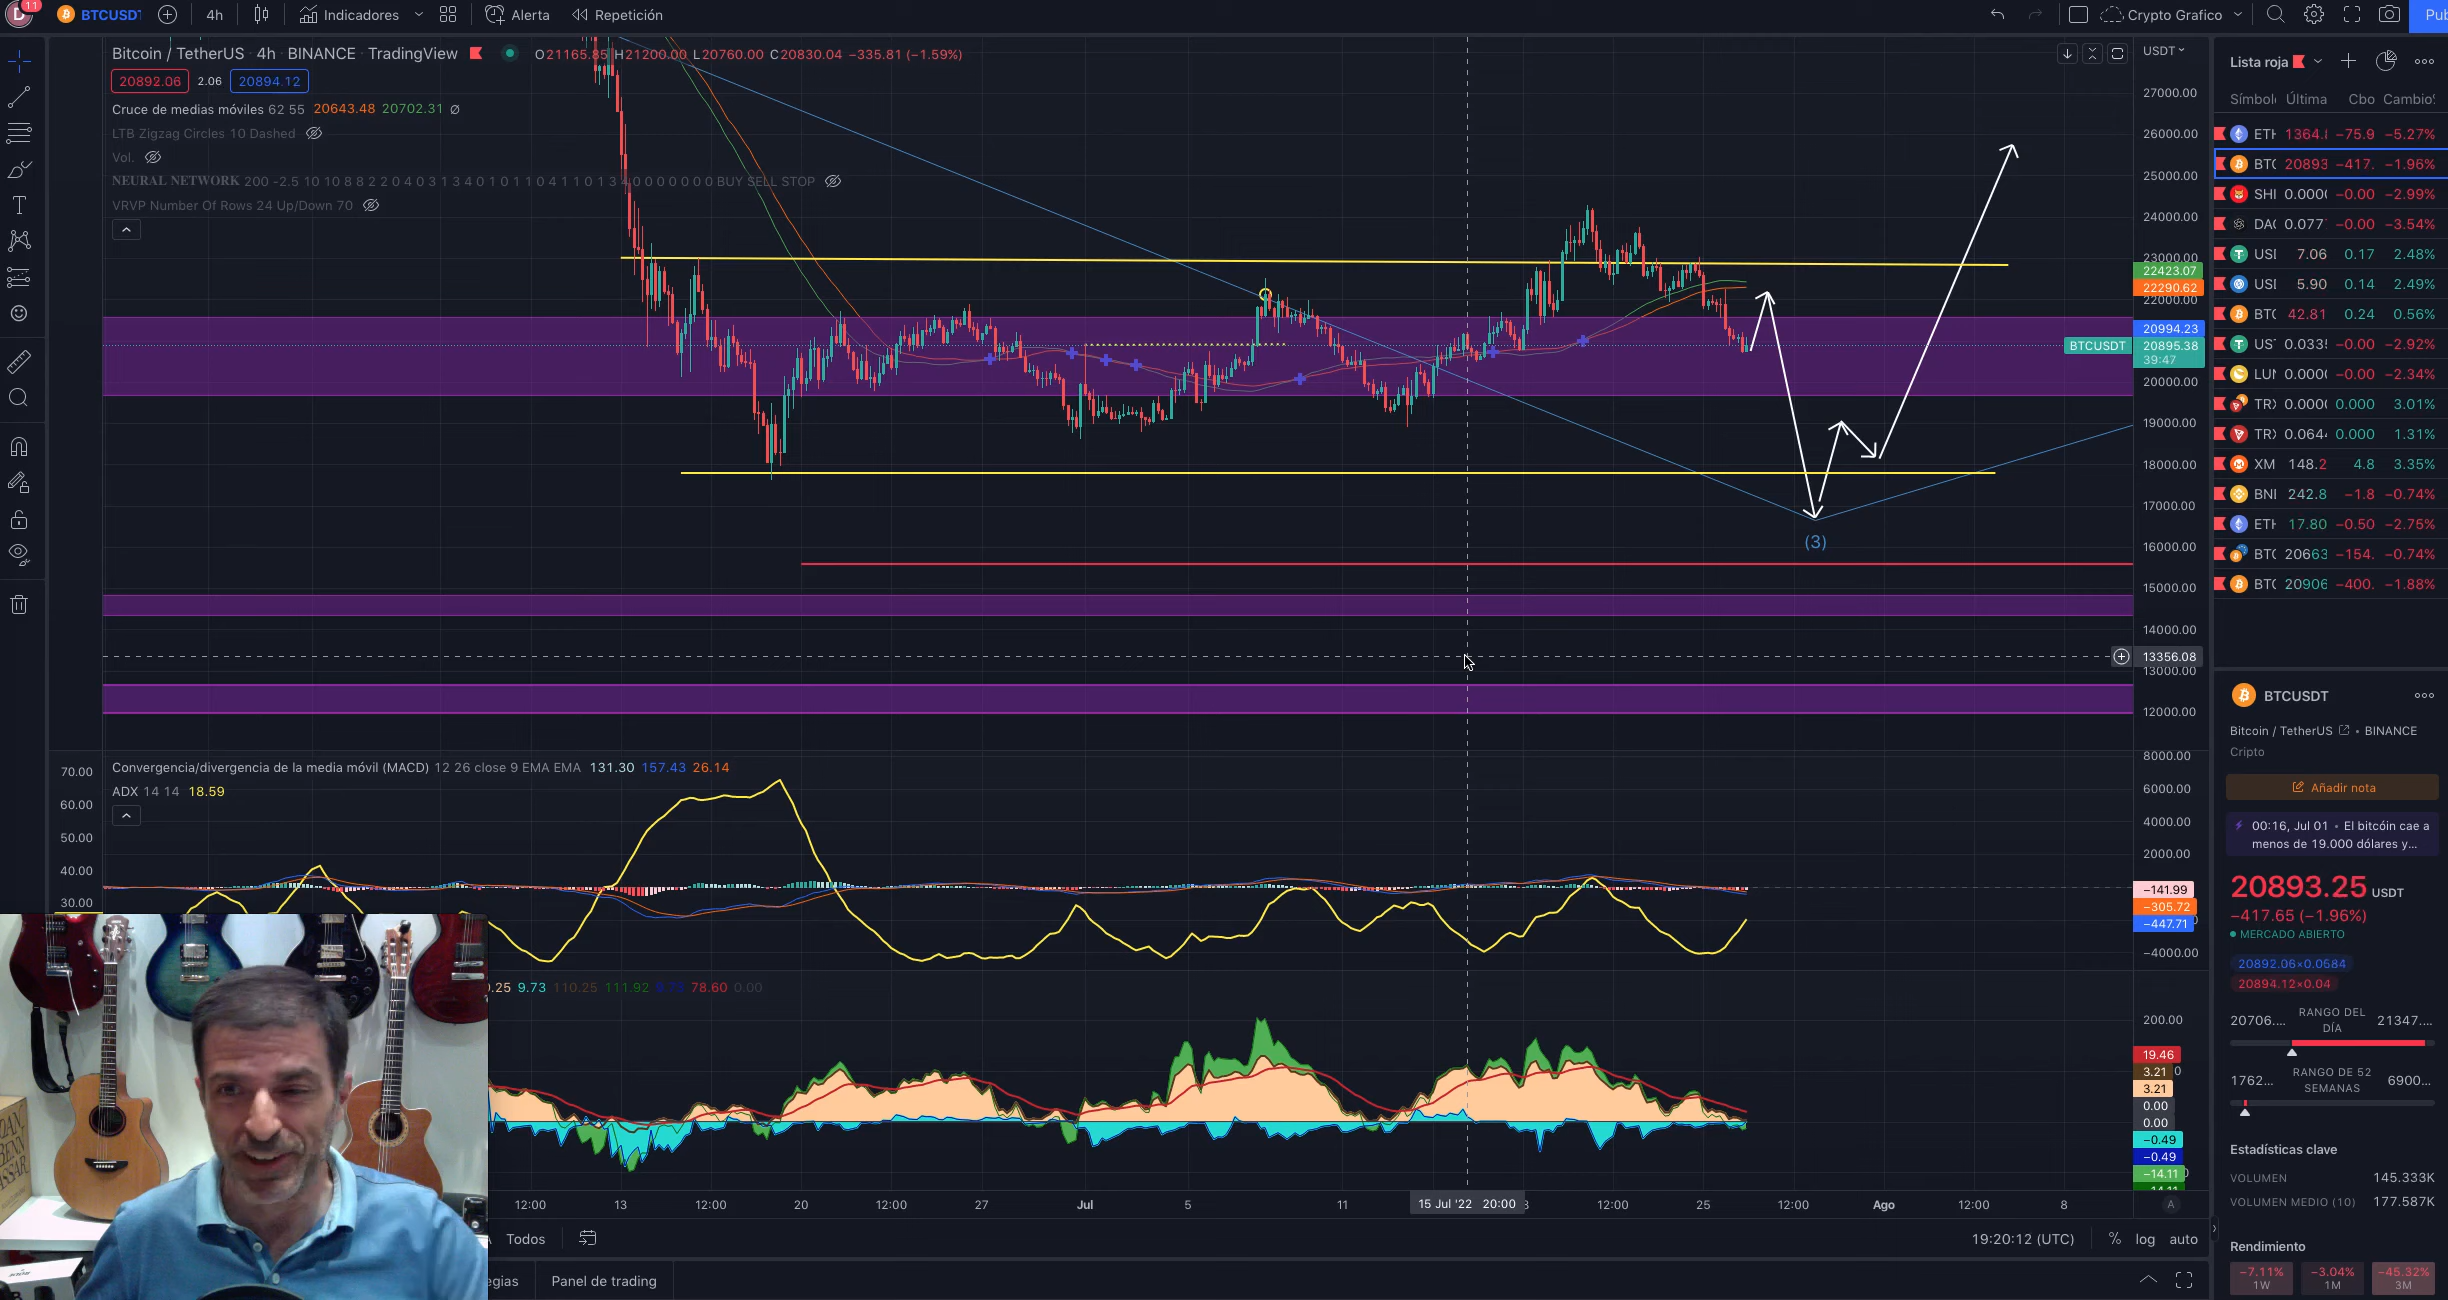 11
BTCUSDT
4h
Indicadores
Alerta
Repetición
Crypto Grafico
Pub
Bitcoin / TetherUS · 4h · BINANCE · TradingView
O21165.85 H21200.00 L20760.00 C20830.04 −335.81 (−1.59%)
20892.06 2.06 20894.12
Cruce de medias móviles 62 55 20643.48 20702.31 ∅
LTB Zigzag Circles 10 Dashed
Vol.
NEURAL NETWORK 200 -2.5 10 10 8 8 2 2 0 4 0 3 1 3 4 0 1 0 1 1 0 4 1 1 0 1 3 4 0 0 0 0 0 0 0 BUY SELL STOP
VRVP Number Of Rows 24 Up/Down 70
USDT
27000.00
26000.00
25000.00
24000.00
23000.00
22423.07
22290.62
22000.00
20994.23
BTCUSDT 20895.38
39:47
20000.00
19000.00
18000.00
17000.00
(3)
16000.00
15000.00
14000.00
13356.08
13000.00
12000.00
Convergencia/divergencia de la media móvil (MACD) 12 26 close 9 EMA EMA 131.30 157.43 26.14
ADX 14 14 18.59
70.00
60.00
50.00
40.00
30.00
8000.00
6000.00
4000.00
2000.00
−141.99
−305.72
−447.71
−4000.00
.25 9.73 110.25 111.92 78.60 0.00
200.00
19.46
3.21
3.21
0.00
0.00
−0.49
−0.49
−14.11
12:00 13 12:00 20 12:00 27 Jul 5 11 15 Jul '22 20:00 12:00 25 12:00 Ago 12:00 8 A
Todos
19:20:12 (UTC) % log auto
egias
Panel de trading
Lista roja
Símbol Última Cbo Cambio%
ETH 1364. −75.9 −5.27%
BTC 20893 −417. −1.96%
SHI 0.000 −0.00 −2.99%
DA 0.077 −0.00 −3.54%
USD 7.06 0.17 2.48%
USD 5.90 0.14 2.49%
BTC 42.81 0.24 0.56%
US 0.033 −0.00 −2.92%
LUN 0.000 −0.00 −2.34%
TRX 0.000 0.000 3.01%
TRX 0.064 0.000 1.31%
XM 148.2 4.8 3.35%
BNB 242.8 −1.8 −0.74%
ETH 17.80 −0.50 −2.75%
BTC 20663 −154. −0.74%
BTC 20906 −400. −1.88%
BTCUSDT
Bitcoin / TetherUS • BINANCE
Cripto
Añadir nota
00:16, Jul 01 • El bitcóin cae a
menos de 19.000 dólares y...
20893.25 USDT
−417.65 (−1.96%)
MERCADO ABIERTO
20892.06×0.0584
20894.12×0.04
20706.... RANGO DEL DÍA 21347....
1762... RANGO DE 52 SEMANAS 6900...
Estadísticas clave
VOLUMEN 145.333K
VOLUMEN MEDIO (10) 177.587K
Rendimiento
−7.11% −3.04% −45.32%
1W 1M 3M